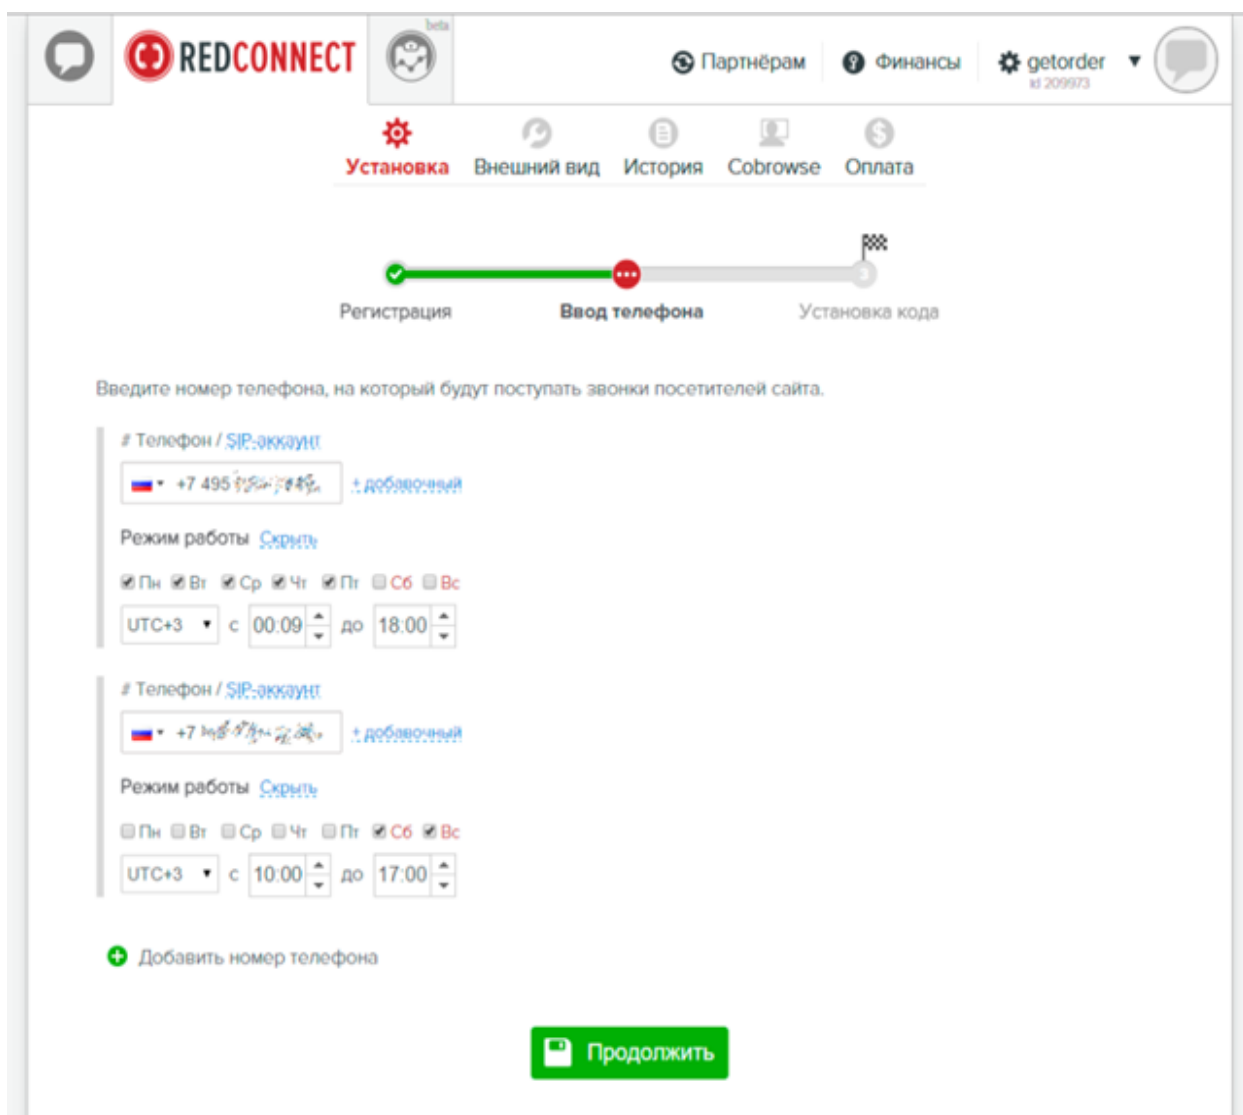 beta
REDCONNECT
Партнёрам Финансы getorder
id 209973
Установка Внешний вид История Cobrowse Оплата
3
Регистрация Ввод телефона Установка кода
Введите номер телефона, на который будут поступать звонки посетителей сайта.
# Телефон / SIP-аккаунт
+7 495 + добавочный
Режим работы Скрыть
Пн Вт Ср Чт Пт Сб Вс
UTC+3 с 00:09 до 18:00
# Телефон / SIP-аккаунт
+7 + добавочный
Режим работы Скрыть
Пн Вт Ср Чт Пт Сб Вс
UTC+3 с 10:00 до 17:00
Добавить номер телефона
Продолжить